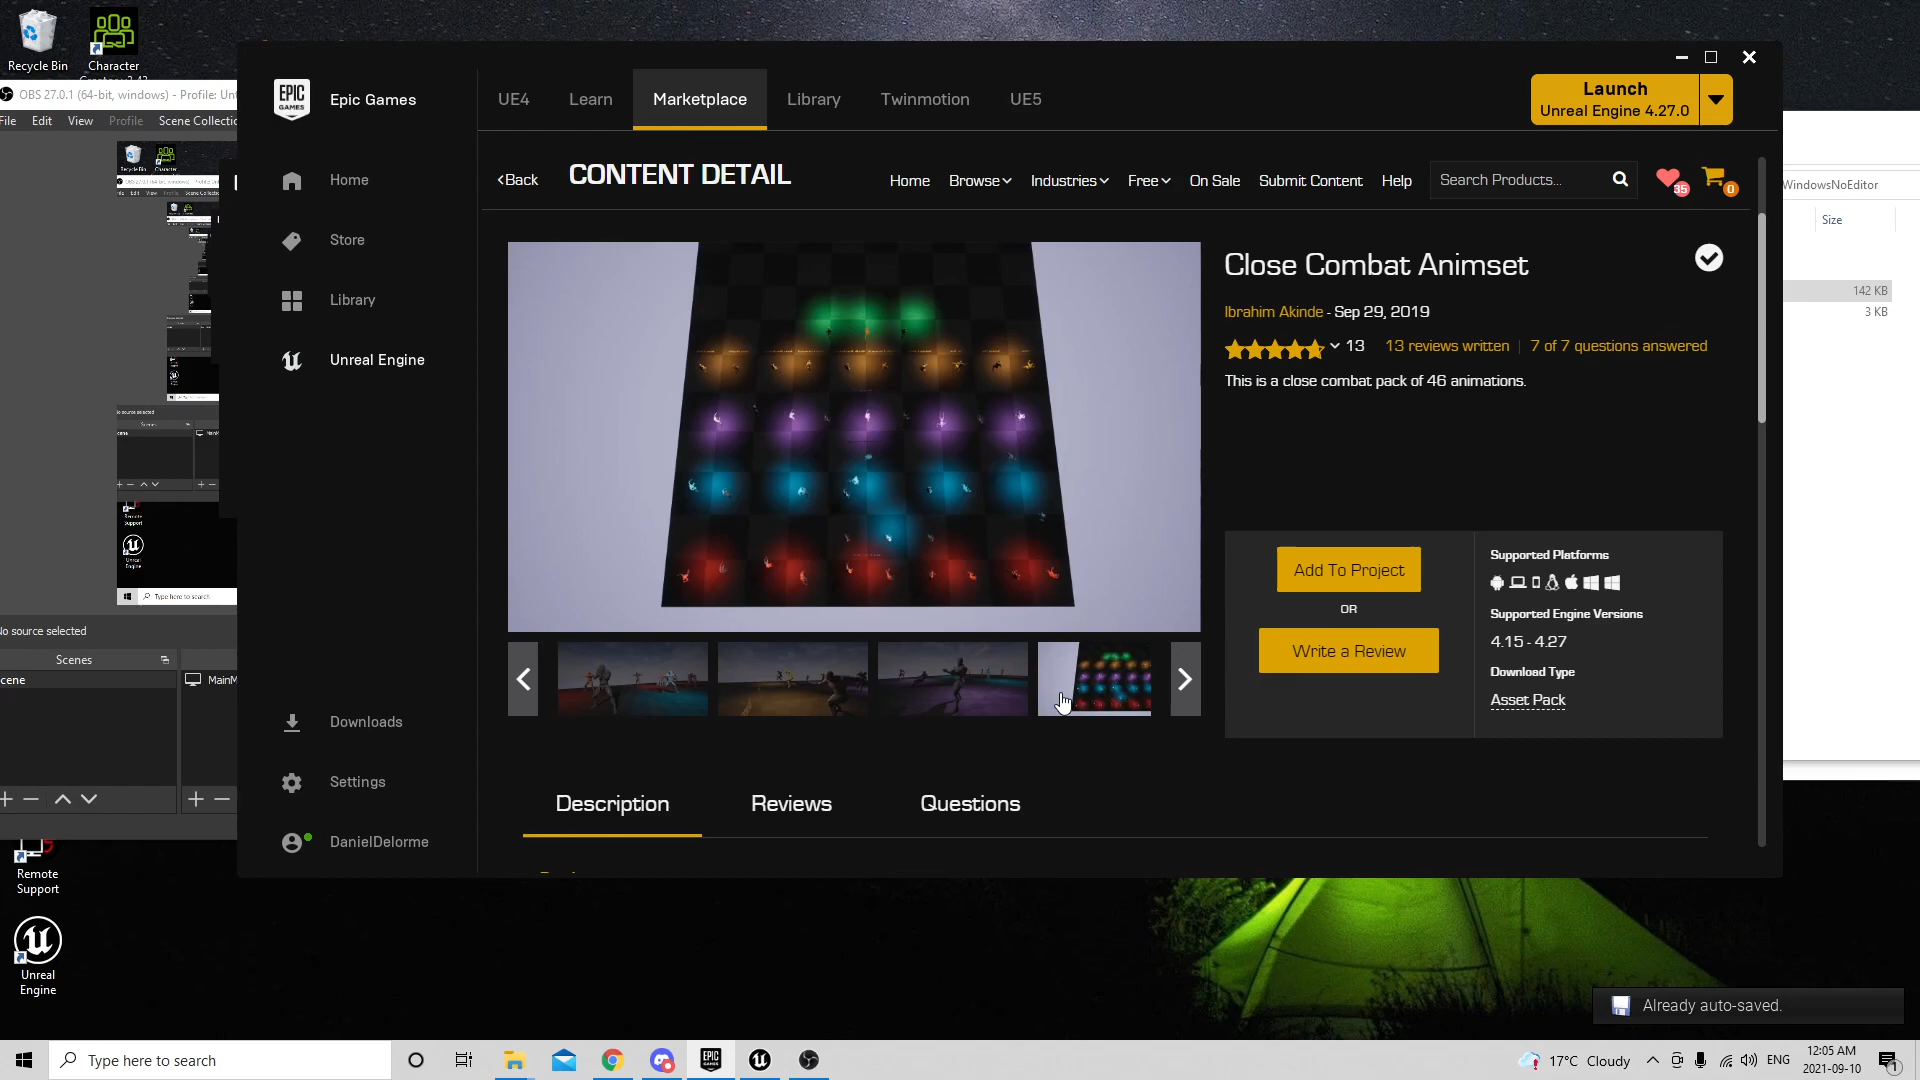 Recycle Bin
Character
OBS 27.0.1 (64-bit, windows) - Profile: Unt
File Edit View Profile Scene Collectio
No source selected
Scenes
MainM
Remote
Support
Unreal
Engine
EPIC
GAMES
Epic Games
Home
Store
Library
Unreal Engine
Downloads
Settings
DanielDelorme
UE4 Learn Marketplace Library Twinmotion UE5
Launch
Unreal Engine 4.27.0
Back
CONTENT DETAIL
Home Browse Industries Free On Sale Submit Content Help
Search Products...
35
0
Close Combat Animset
Ibrahim Akinde - Sep 29, 2019
13 13 reviews written | 7 of 7 questions answered
This is a close combat pack of 46 animations.
Add To Project
OR
Write a Review
Supported Platforms
Supported Engine Versions
4.15 - 4.27
Download Type
Asset Pack
Description Reviews Questions
WindowsNoEditor
Size
142 KB
3 KB
Already auto-saved.
Type here to search
17°C Cloudy
ENG
12:05 AM
2021-09-10
1